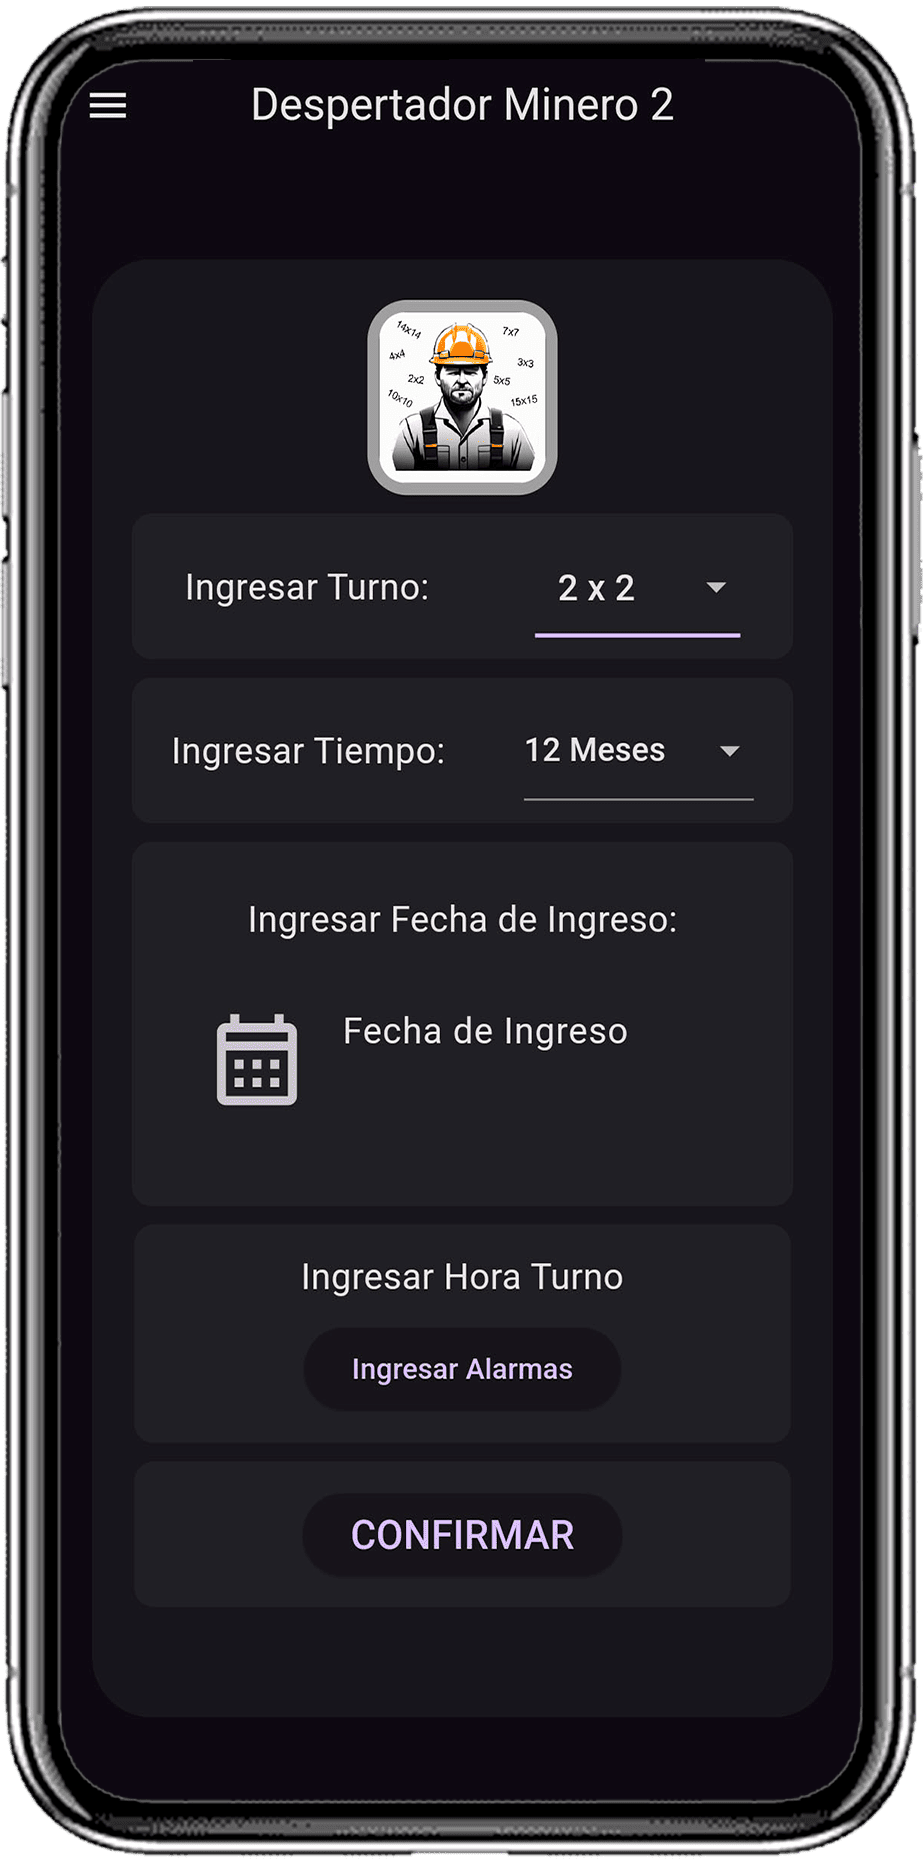 Despertador Minero 2
14x14
7x7
4x4
3x3
2x2
5x5
10x10
15x15
Ingresar Turno:
2 x 2
Ingresar Tiempo:
12 Meses
Ingresar Fecha de Ingreso:
Fecha de Ingreso
Ingresar Hora Turno
Ingresar Alarmas
CONFIRMAR